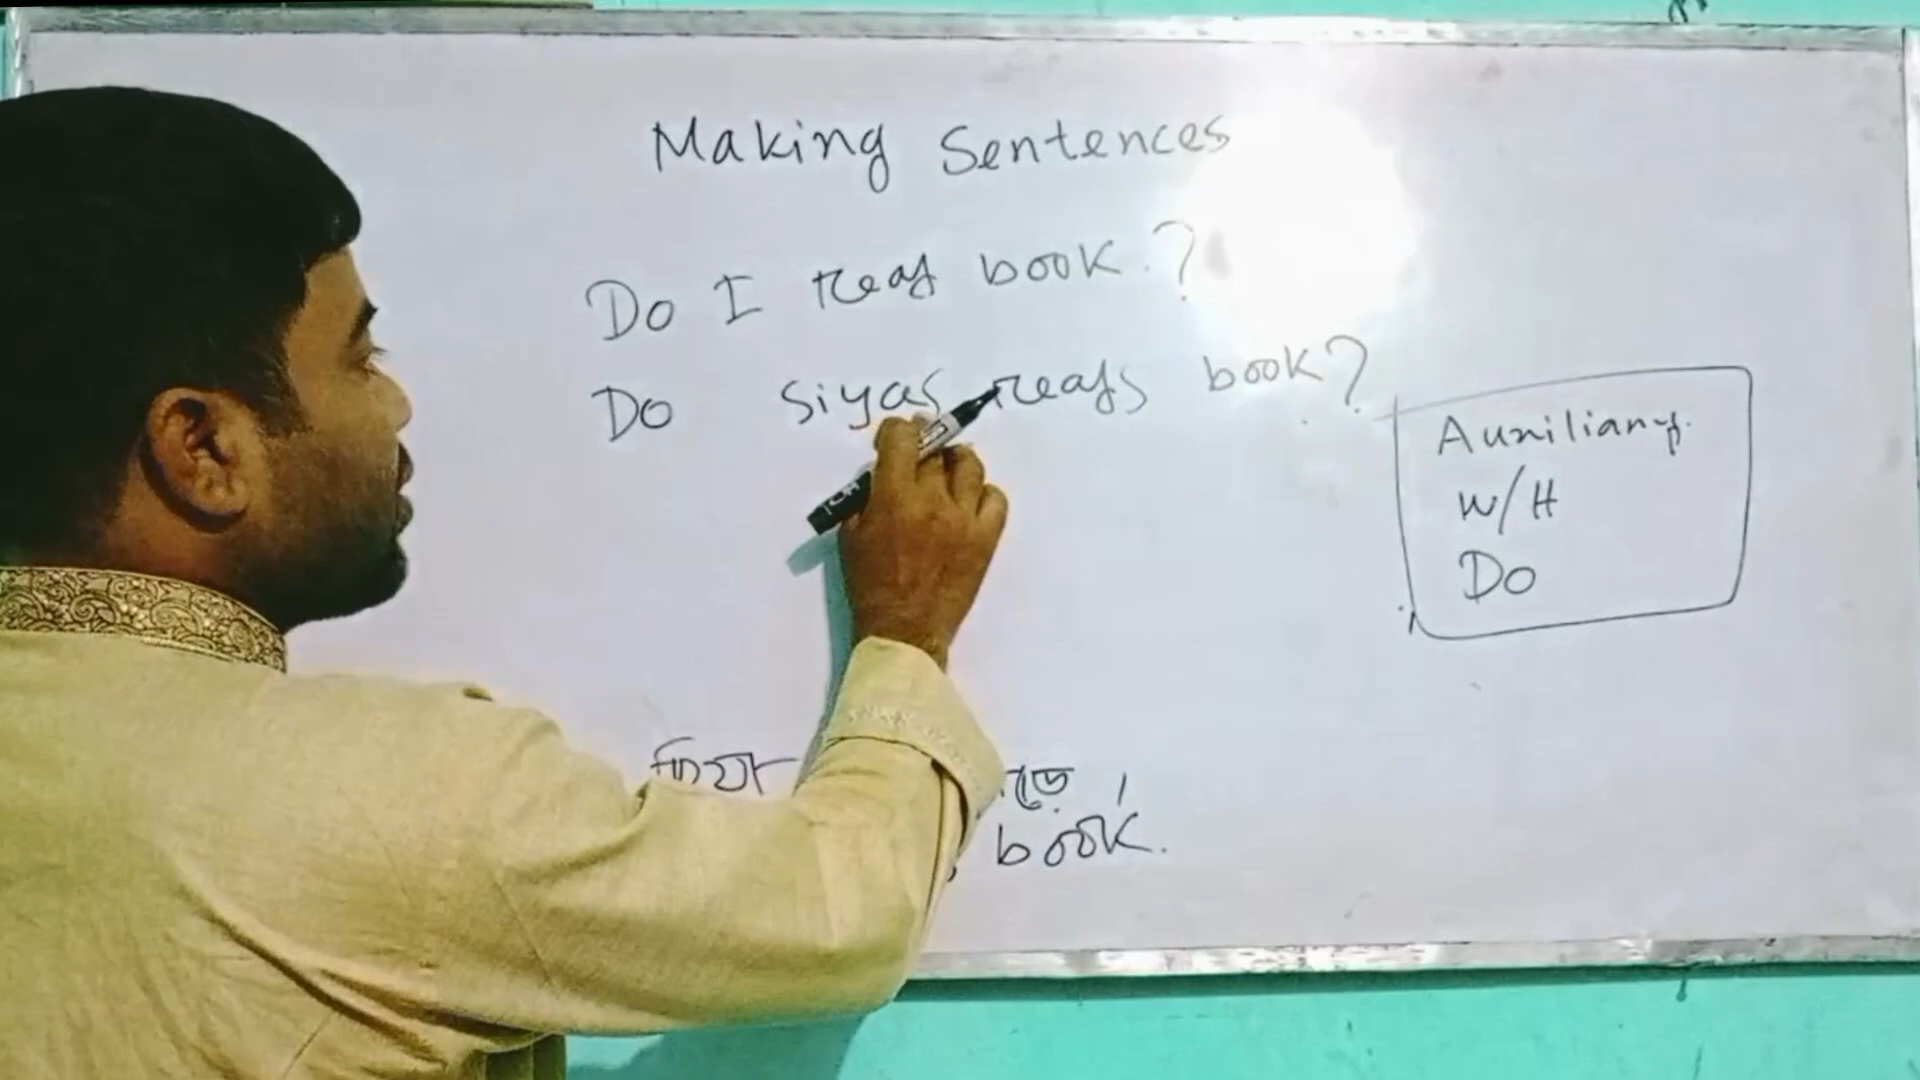 Making Sentences
Do I read book?
Do siyas reads book?
Auxiliary.
W/H
Do
book.